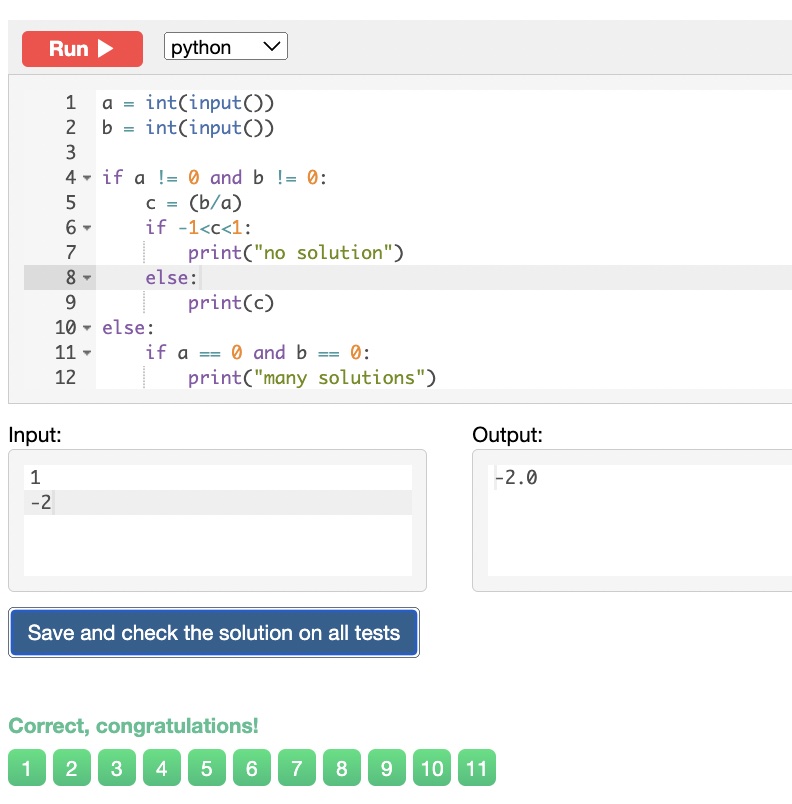 Run
python
1 a = int(input())
2 b = int(input())
3
4 if a != 0 and b != 0:
5     c = (b/a)
6     if -1<c<1:
7         print("no solution")
8     else:
9         print(c)
10 else:
11     if a == 0 and b == 0:
12         print("many solutions")
Input: Output:
1 -2.0
-2
Save and check the solution on all tests
Correct, congratulations!
1 2 3 4 5 6 7 8 9 10 11